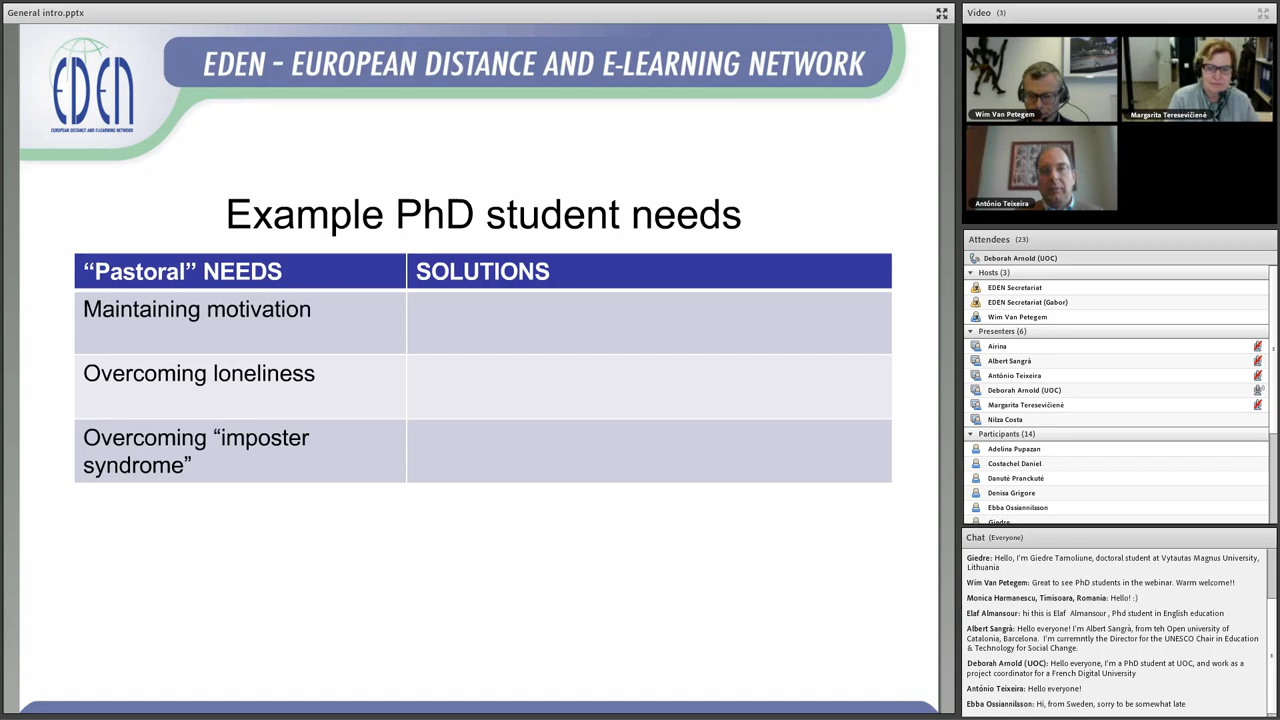 General intro.pptx
EDEN
EUROPEAN DISTANCE AND E-LEARNING NETWORK
EDEN – EUROPEAN DISTANCE AND E-LEARNING NETWORK
Example PhD student needs
“Pastoral” NEEDS
SOLUTIONS
Maintaining motivation
Overcoming loneliness
Overcoming “imposter
syndrome”
Video (3)
Wim Van Petegem
Margarita Teresevičienė
António Teixeira
Attendees (23)
Deborah Arnold (UOC)
Hosts (3)
EDEN Secretariat
EDEN Secretariat (Gabor)
Wim Van Petegem
Presenters (6)
Airina
Albert Sangrà
António Teixeira
Deborah Arnold (UOC)
Margarita Teresevičienė
Nilza Costa
Participants (14)
Adelina Pupazan
Costachel Daniel
Danutė Pranckutė
Denisa Grigore
Ebba Ossiannilsson
Giedre
Chat (Everyone)
Giedre: Hello, I'm Giedre Tamoliune, doctoral student at Vytautas Magnus University,
Lithuania
Wim Van Petegem: Great to see PhD students in the webinar. Warm welcome!!
Monica Harmanescu, Timisoara, Romania: Hello! :)
Elaf Almansour: hi this is Elaf Almansour , Phd student in English education
Albert Sangrà: Hello everyone! I'm Albert Sangrà, from teh Open university of
Catalonia, Barcelona. I'm curremntly the Director for the UNESCO Chair in Education
& Technology for Social Change.
Deborah Arnold (UOC): Hello everyone, I'm a PhD student at UOC, and work as a
project coordinator for a French Digital University
António Teixeira: Hello everyone!
Ebba Ossiannilsson: Hi, from Sweden, sorry to be somewhat late